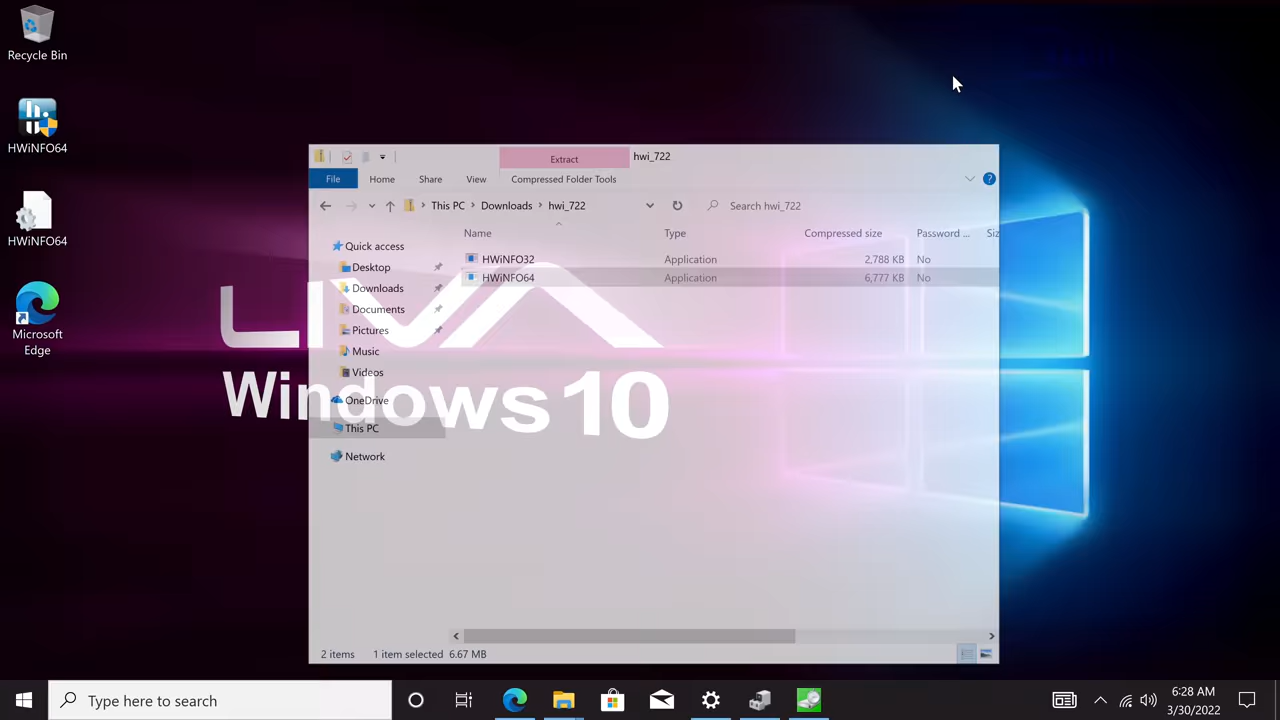 Recycle Bin
HWiNFO64
HWiNFO64
Microsoft
Edge
Extract
hwi_722
File
Home
Share
View
Compressed Folder Tools
This PC
Downloads
hwi_722
Search hwi_722
Name
Type
Compressed size
Password ...
Siz
HWiNFO32
Application
2,788 KB
No
HWiNFO64
Application
6,777 KB
No
Quick access
Desktop
Downloads
Documents
Pictures
Music
Videos
OneDrive
This PC
Network
LIVA
Windows 10
2 items
1 item selected 6.67 MB
Type here to search
6:28 AM
3/30/2022